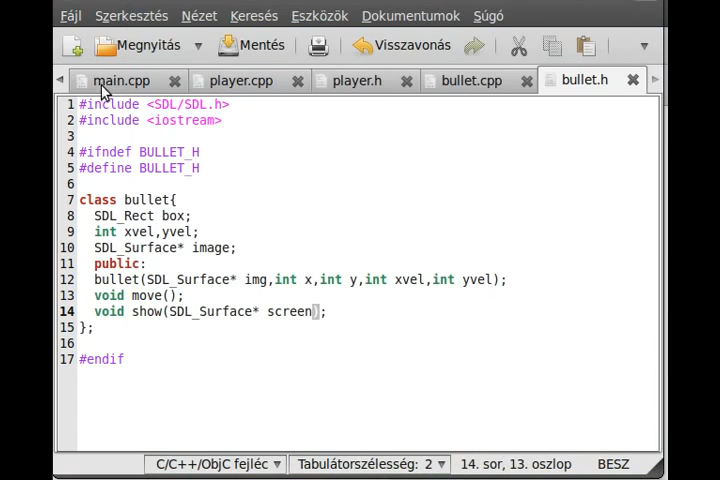 Fájl Szerkesztés Nézet Keresés Eszközök Dokumentumok Súgó
Megnyitás Mentés Visszavonás
main.cpp player.cpp player.h bullet.cpp bullet.h
1 #include <SDL/SDL.h>
2 #include <iostream>
3
4 #ifndef BULLET_H
5 #define BULLET_H
6
7 class bullet{
8 SDL_Rect box;
9 int xvel,yvel;
10 SDL_Surface* image;
11 public:
12 bullet(SDL_Surface* img,int x,int y,int xvel,int yvel);
13 void move();
14 void show(SDL_Surface* screen);
15 };
16
17 #endif
C/C++/ObjC fejléc Tabulátorszélesség: 2 14. sor, 13. oszlop BESZ